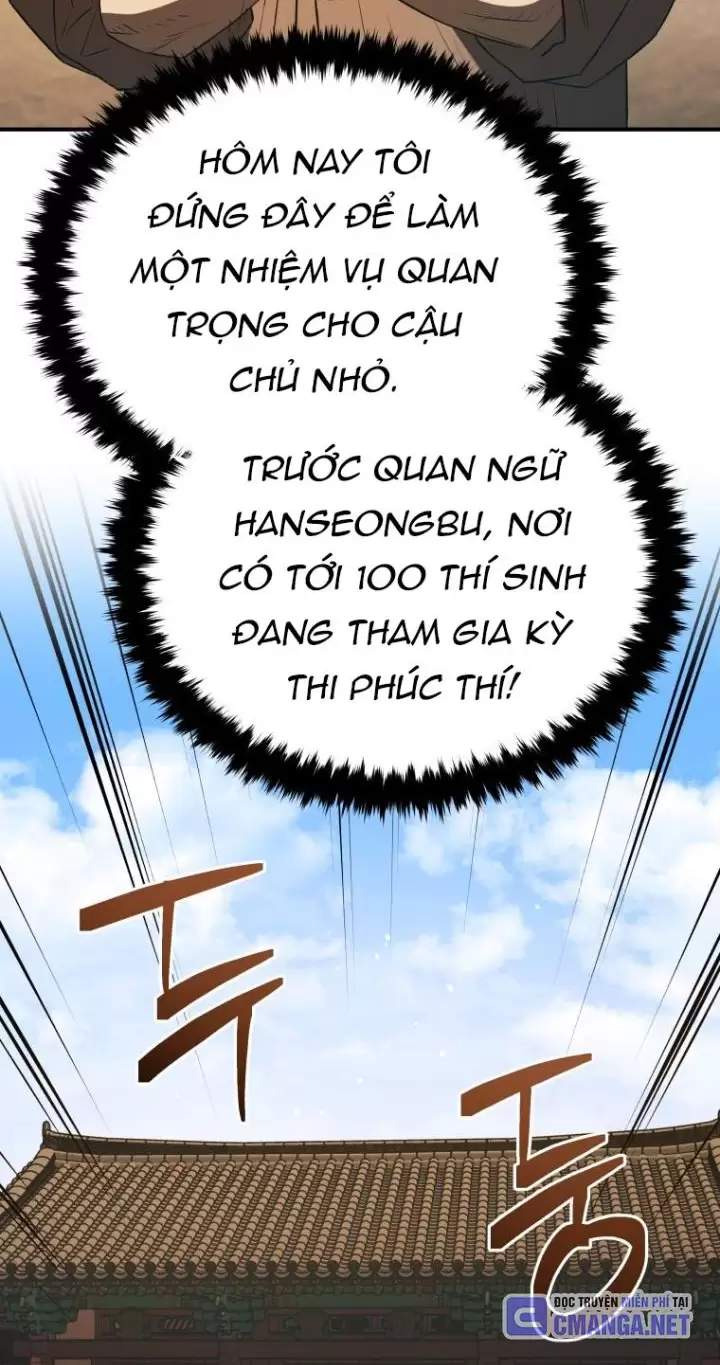 HÔM NAY TÔI
ĐỨNG ĐÂY ĐỂ LÀM
MỘT NHIỆM VỤ QUAN
TRỌNG CHO CẬU
CHỦ NHỎ.
TRƯỚC QUAN NGỮ
HANSEONGBU, NƠI
CÓ TỚI 100 THÍ SINH
ĐANG THAM GIA KỲ
THI PHÚC THÍ!
ĐỌC TRUYỆN MIỄN PHÍ TẠI
CMANGA.NET